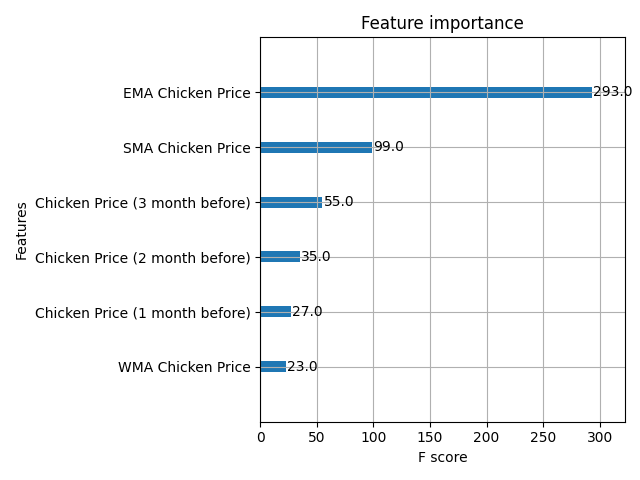 Feature importance
Features
EMA Chicken Price
293.0
SMA Chicken Price
99.0
Chicken Price (3 month before)
55.0
Chicken Price (2 month before)
35.0
Chicken Price (1 month before)
27.0
WMA Chicken Price
23.0
0 50 100 150 200 250 300
F score